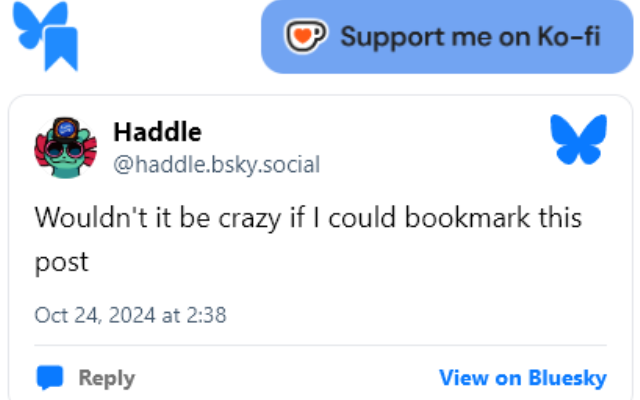 Support me on Ko-fi
Haddle
@haddle.bsky.social
Wouldn't it be crazy if I could bookmark this
post
Oct 24, 2024 at 2:38
Reply
View on Bluesky